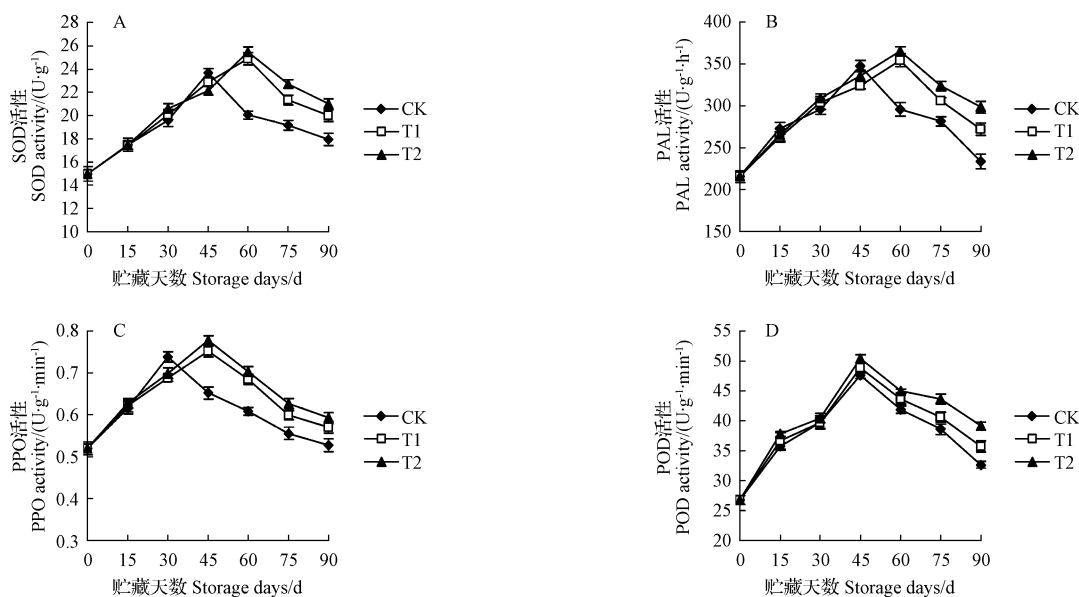 A
SOD活性
SOD activity/(U·g⁻¹)
28
26
24
22
20
18
16
14
12
10
0 15 30 45 60 75 90
贮藏天数 Storage days/d
CK
T1
T2
B
PAL活性
PAL activity/(U·g⁻¹·h⁻¹)
400
350
300
250
200
150
0 15 30 45 60 75 90
贮藏天数 Storage days/d
CK
T1
T2
C
PPO活性
PPO activity/(U·g⁻¹·min⁻¹)
0.8
0.7
0.6
0.5
0.4
0.3
0 15 30 45 60 75 90
贮藏天数 Storage days/d
CK
T1
T2
D
POD活性
POD activity/(U·g⁻¹·min⁻¹)
55
50
45
40
35
30
25
20
0 15 30 45 60 75 90
贮藏天数 Storage days/d
CK
T1
T2